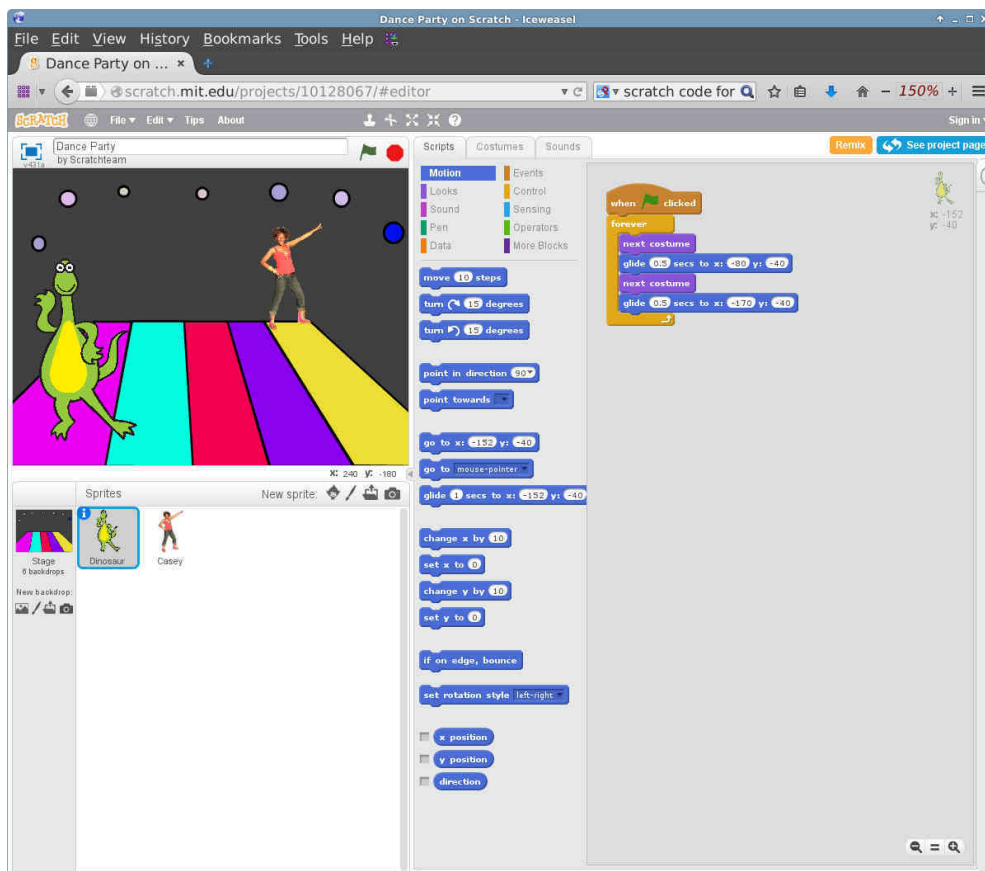 Dance Party on Scratch - Iceweasel
File Edit View History Bookmarks Tools Help
Dance Party on ... ×
scratch.mit.edu/projects/10128067/#editor
scratch code for
150%
SCRATCH File Edit Tips About
Sign in
v431a
Dance Party
by Scratchteam
Scripts Costumes Sounds
Remix
See project page
Motion Events
Looks Control
Sound Sensing
Pen Operators
Data More Blocks
move 10 steps
turn 15 degrees
turn 15 degrees
point in direction 90
point towards
go to x: -152 y: -40
go to mouse-pointer
glide 1 secs to x: -152 y: -40
change x by 10
set x to 0
change y by 10
set y to 0
if on edge, bounce
set rotation style left-right
x position
y position
direction
when clicked
forever
next costume
glide 0.5 secs to x: -80 y: -40
next costume
glide 0.5 secs to x: -170 y: -40
x: -152
y: -40
X: 240 Y: -180
Sprites
New sprite:
Stage
6 backdrops
New backdrop:
Dinosaur
Casey